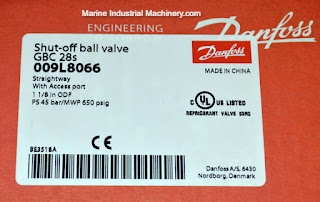 Marine Industrial Machinery.com
ENGINEERING
Danfoss
Shut-off ball valve
GBC 28s
009L8066
Straightway
With Access port
1 1/8 in ODF
PS 45 bar/MWP 650 psig
Danfoss
MADE IN CHINA
C UL US LISTED
REFRIGERANT VALVE 59RD
BE3518A
CE
Danfoss A/S, 6430
Nordborg, Denmark